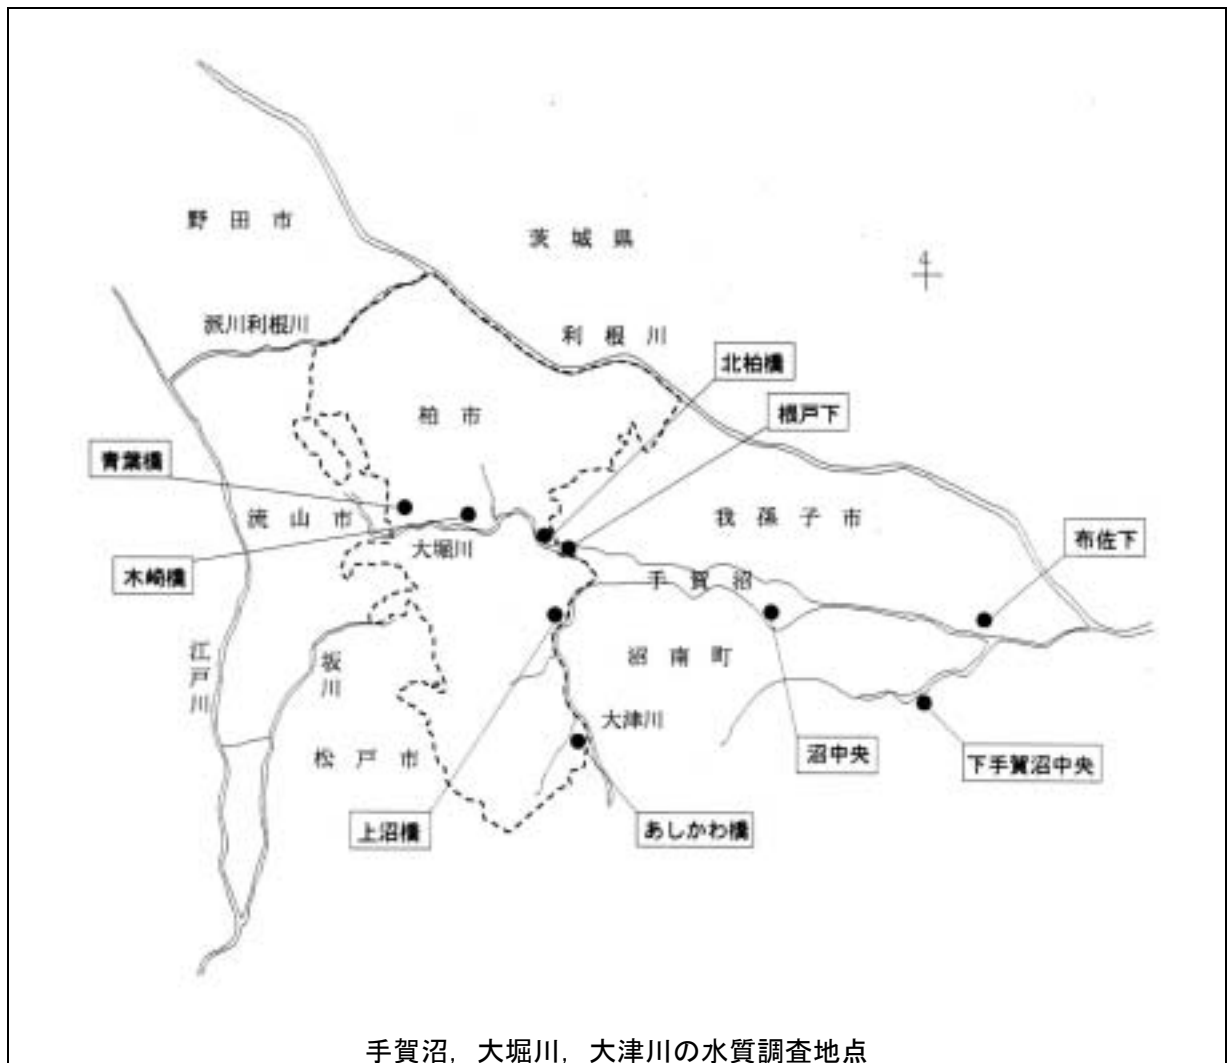 野田市
茨城県
派川利根川
利根川
北柏橋
根戸下
柏市
青葉橋
流山市
大堀川
我孫子市
布佐下
木崎橋
手賀沼
江戸川
坂川
沼南町
大津川
松戸市
沼中央
下手賀沼中央
上沼橋
あしかわ橋
手賀沼，大堀川，大津川の水質調査地点